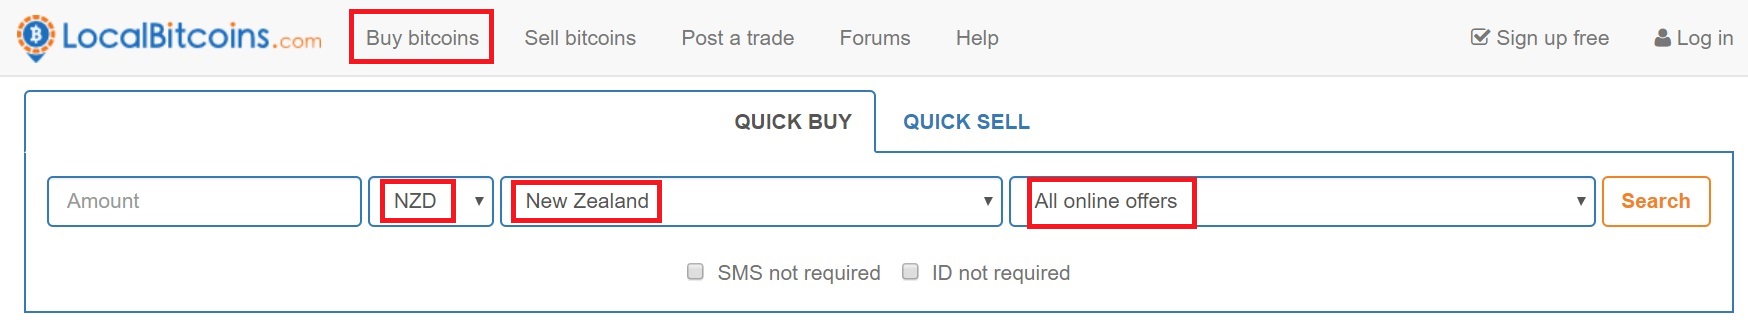 LocalBitcoins.com Buy bitcoins Sell bitcoins Post a trade Forums Help Sign up free Log in
QUICK BUY QUICK SELL
Amount NZD New Zealand All online offers Search
SMS not required ID not required